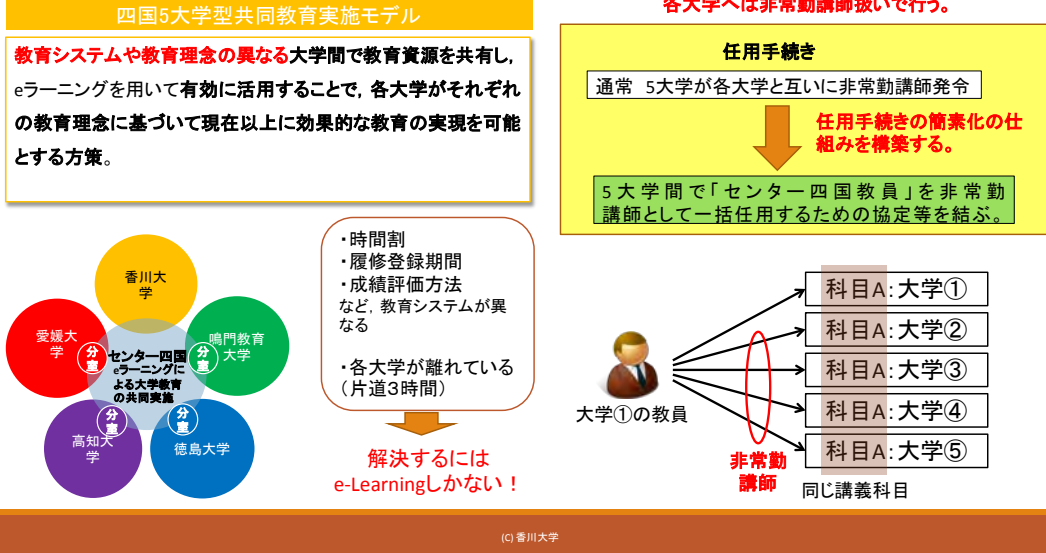 四国5大学型共同教育実施モデル
教育システムや教育理念の異なる大学間で教育資源を共有し,
eラーニングを用いて有効に活用することで, 各大学がそれぞれ
の教育理念に基づいて現在以上に効果的な教育の実現を可能
とする方策。
香川大
学
愛媛大
学
鳴門教育
大学
高知大
学
徳島大学
分室
分室
分室
分室
センター四国
eラーニングに
よる大学教育
の共同実施
・時間割
・履修登録期間
・成績評価方法
など, 教育システムが異
なる
・各大学が離れている
（片道3時間）
解決するには
e-Learningしかない！
各大学へは非常勤講師扱いで行う。
任用手続き
通常 5大学が各大学と互いに非常勤講師発令
任用手続きの簡素化の仕
組みを構築する。
5大学間で「センター四国教員」を非常勤
講師として一括任用するための協定等を結ぶ。
大学①の教員
非常勤
講師
科目A:大学①
科目A:大学②
科目A:大学③
科目A:大学④
科目A:大学⑤
同じ講義科目
(C) 香川大学